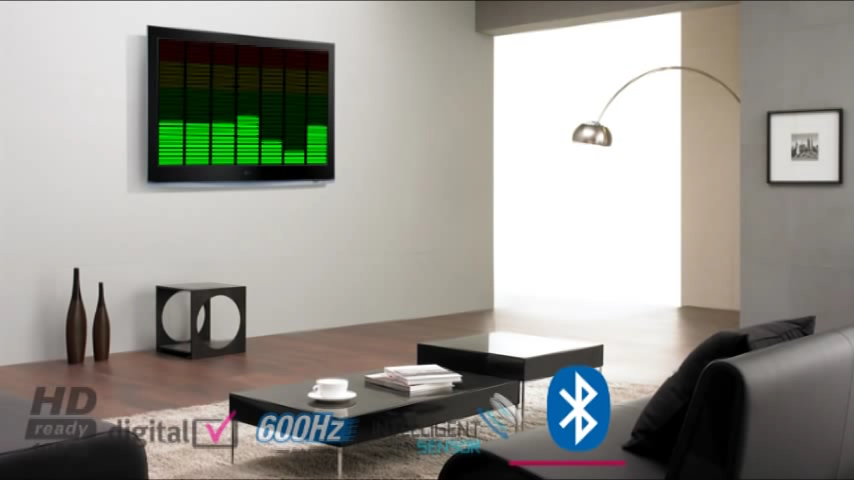 HD
ready
digital
600Hz
INTELLIGENT
SENSOR